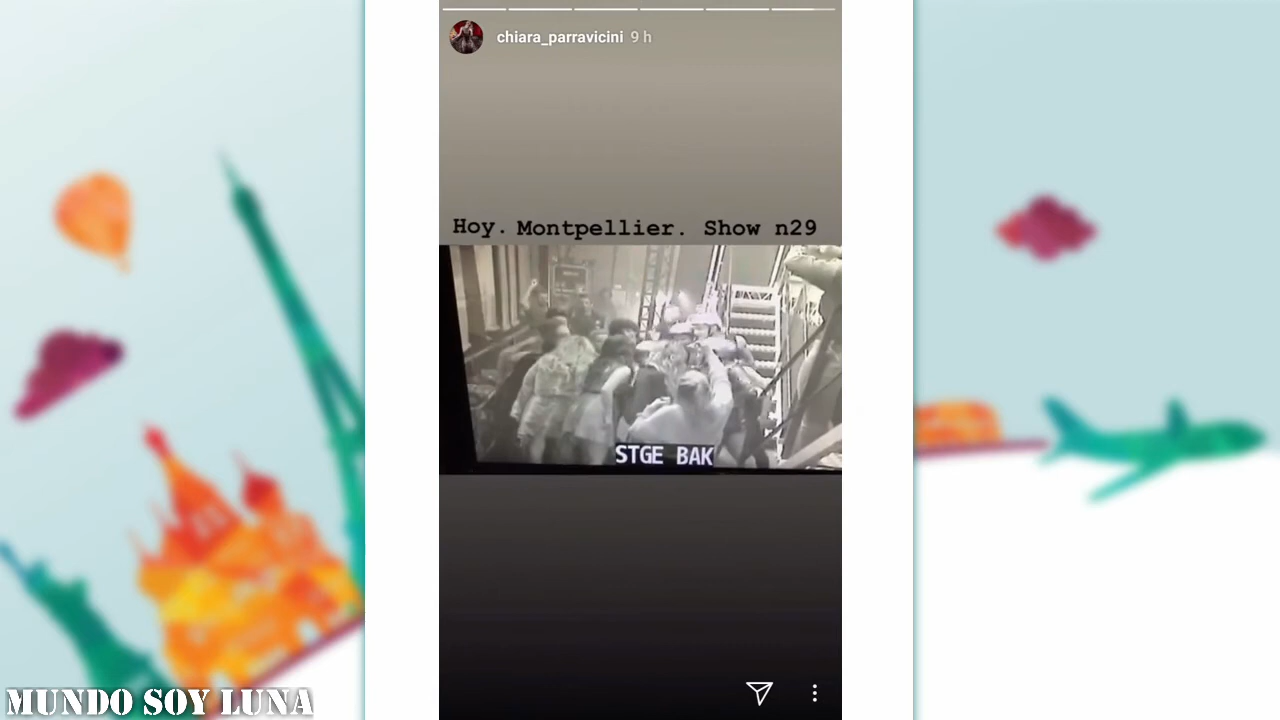 chiara_parravicini 9 h
Hoy. Montpellier. Show n29
STGE BAK
MUNDO SOY LUNA